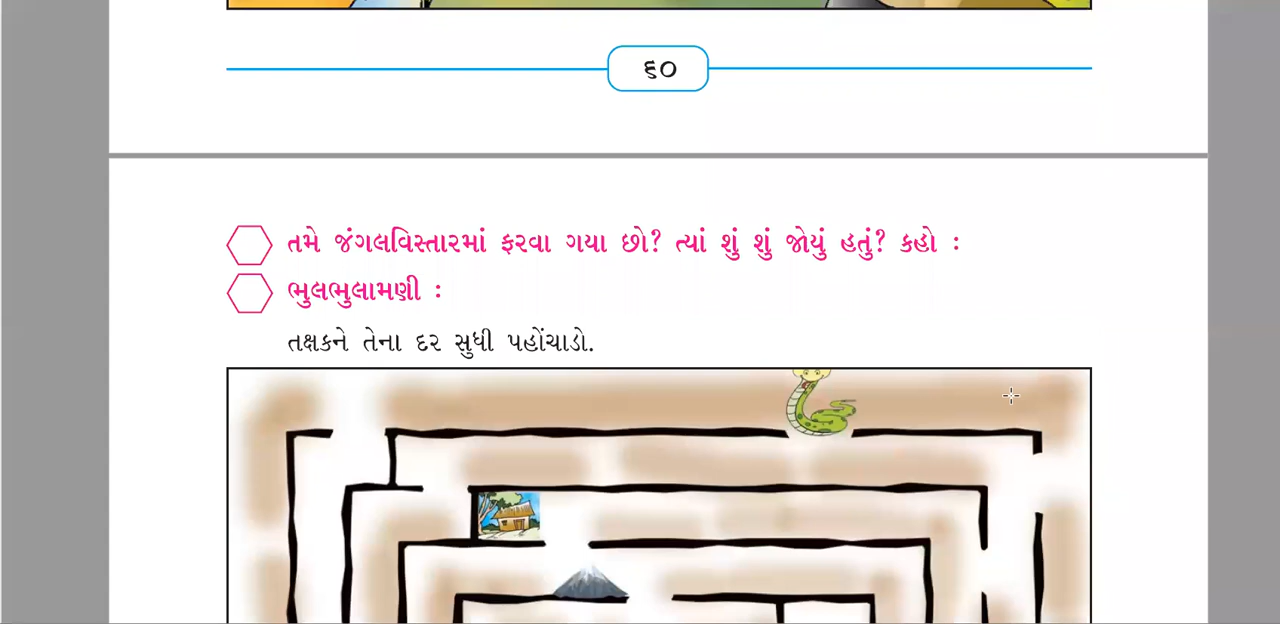 ૬૦
તમે જંગલવિસ્તારમાં ફરવા ગયા છો? ત્યાં શું શું જોયું હતું? કહો :
ભુલભુલામણી :
તક્ષકને તેના દર સુધી પહોંચાડો.